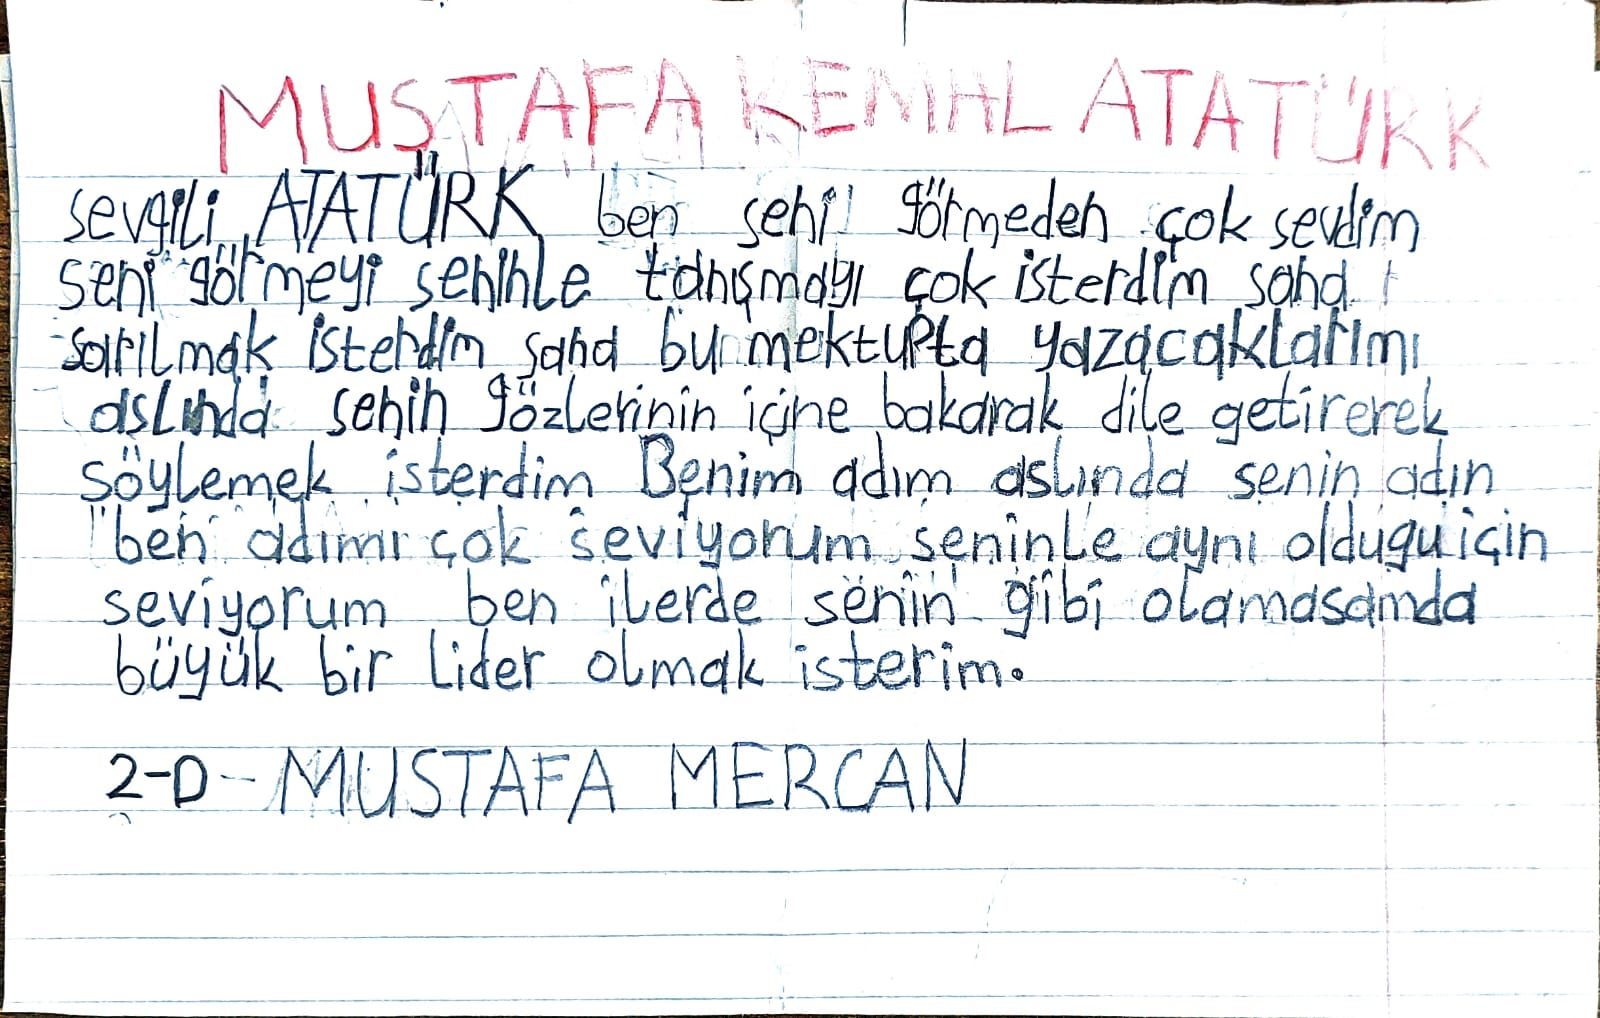 MUSTAFA KEMAL ATATÜRK
sevgili ATATÜRK ben seni görmeden çok sevdim
seni görmeyi seninle tanışmayı çok isterdim sana
sarılmak isterdim sana bu mektupta yazacaklarımı
aslında senin gözlerinin içine bakarak dile getirerek
söylemek isterdim Benim adım aslında senin adın
ben adımı çok seviyorum seninle aynı olduğu için
seviyorum ben ilerde senin gibi olamasamda
büyük bir lider olmak isterim.
2-D-MUSTAFA MERCAN